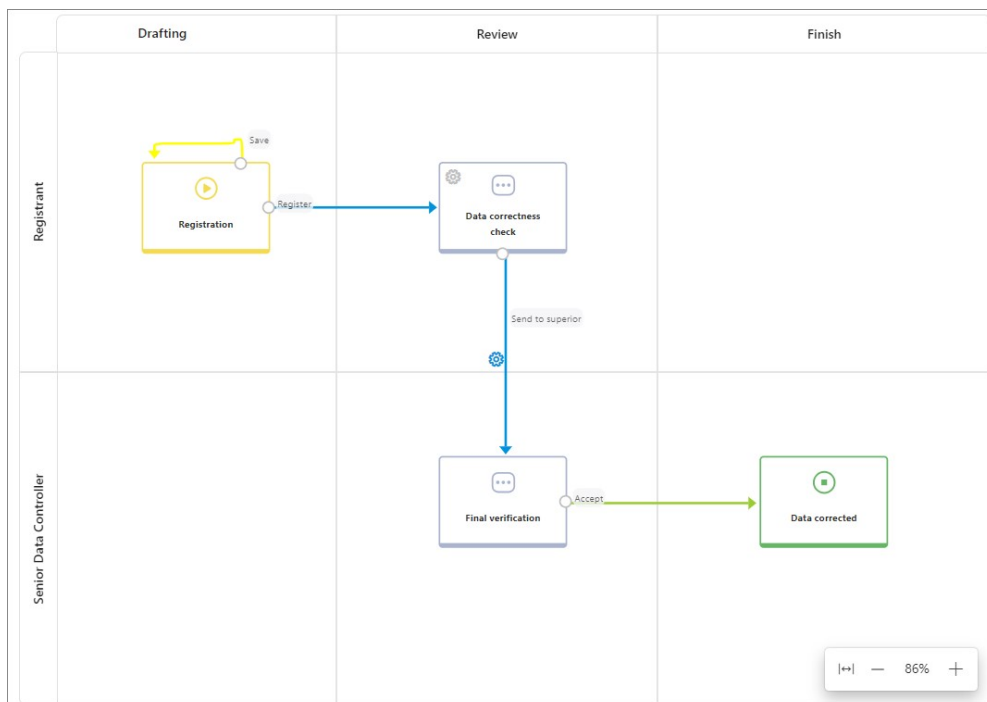 Drafting
Review
Finish
Registrant
Save
Registration
Register
Data correctness
check
Send to superior
Senior Data Controller
Final verification
Accept
Data corrected
86%